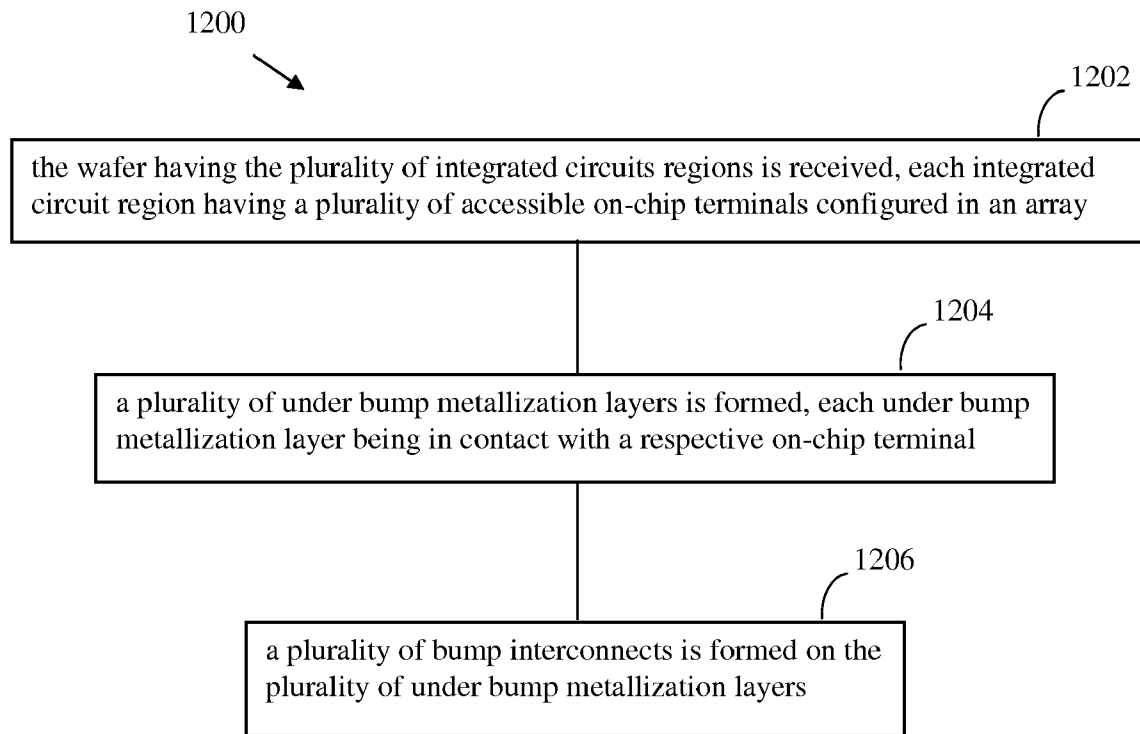 1200
1202
the wafer having the plurality of integrated circuits regions is received, each integrated
circuit region having a plurality of accessible on-chip terminals configured in an array
1204
a plurality of under bump metallization layers is formed, each under bump
metallization layer being in contact with a respective on-chip terminal
1206
a plurality of bump interconnects is formed on the
plurality of under bump metallization layers